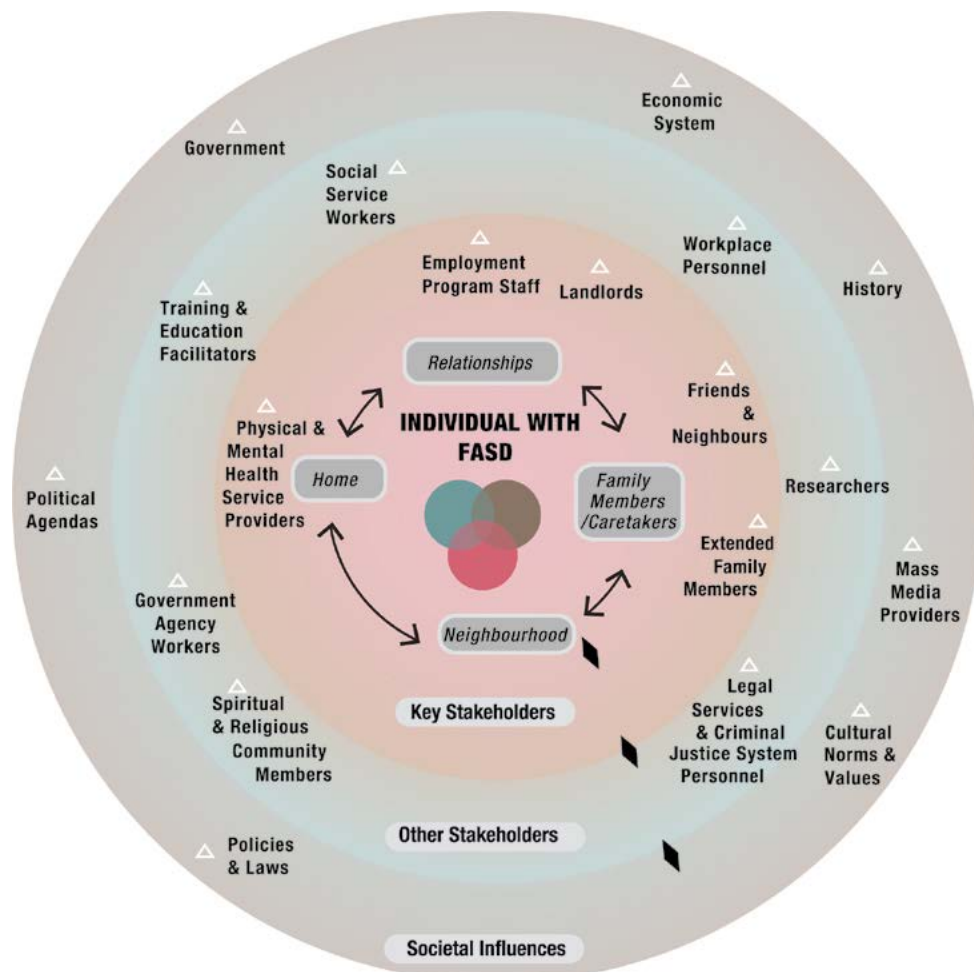 Economic
System
Government
Social
Service
Workers
Workplace
Personnel
Employment
Program Staff
Landlords
History
Training &
Education
Facilitators
Relationships
Friends
&
Neighbours
INDIVIDUAL WITH
FASD
Physical &
Mental
Health
Service
Providers
Home
Family
Members
/Caretakers
Researchers
Political
Agendas
Extended
Family
Members
Mass
Media
Providers
Government
Agency
Workers
Neighbourhood
Key Stakeholders
Legal
Services
& Criminal
Justice System
Personnel
Spiritual
& Religious
Community
Members
Cultural
Norms &
Values
Other Stakeholders
Policies
& Laws
Societal Influences